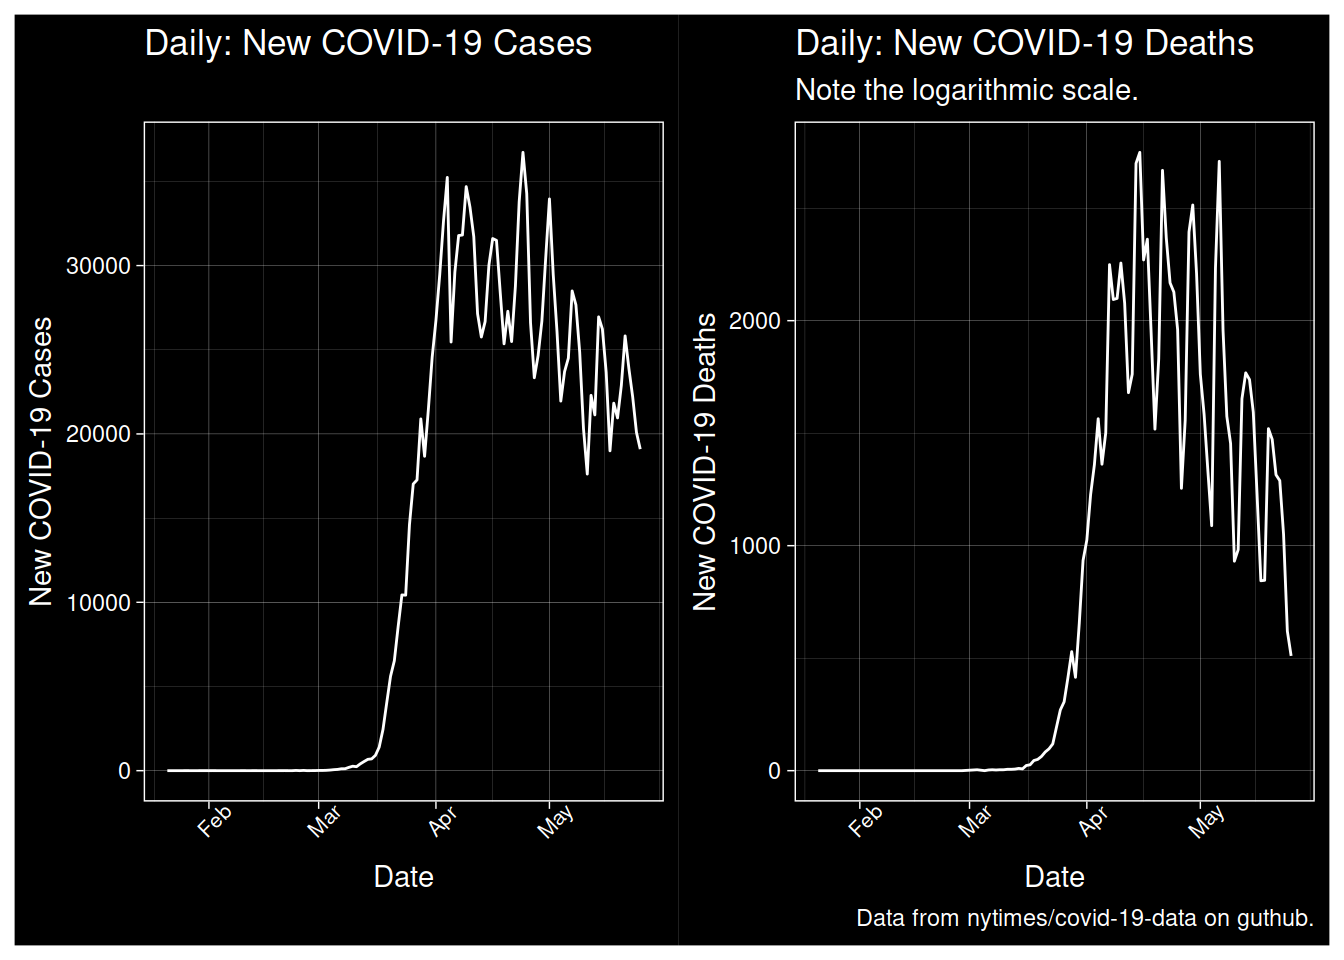 Daily: New COVID-19 Cases
New COVID-19 Cases
30000
20000
10000
0
Feb
Mar
Apr
May
Date
Daily: New COVID-19 Deaths
Note the logarithmic scale.
New COVID-19 Deaths
2000
1000
0
Feb
Mar
Apr
May
Date
Data from nytimes/covid-19-data on guthub.